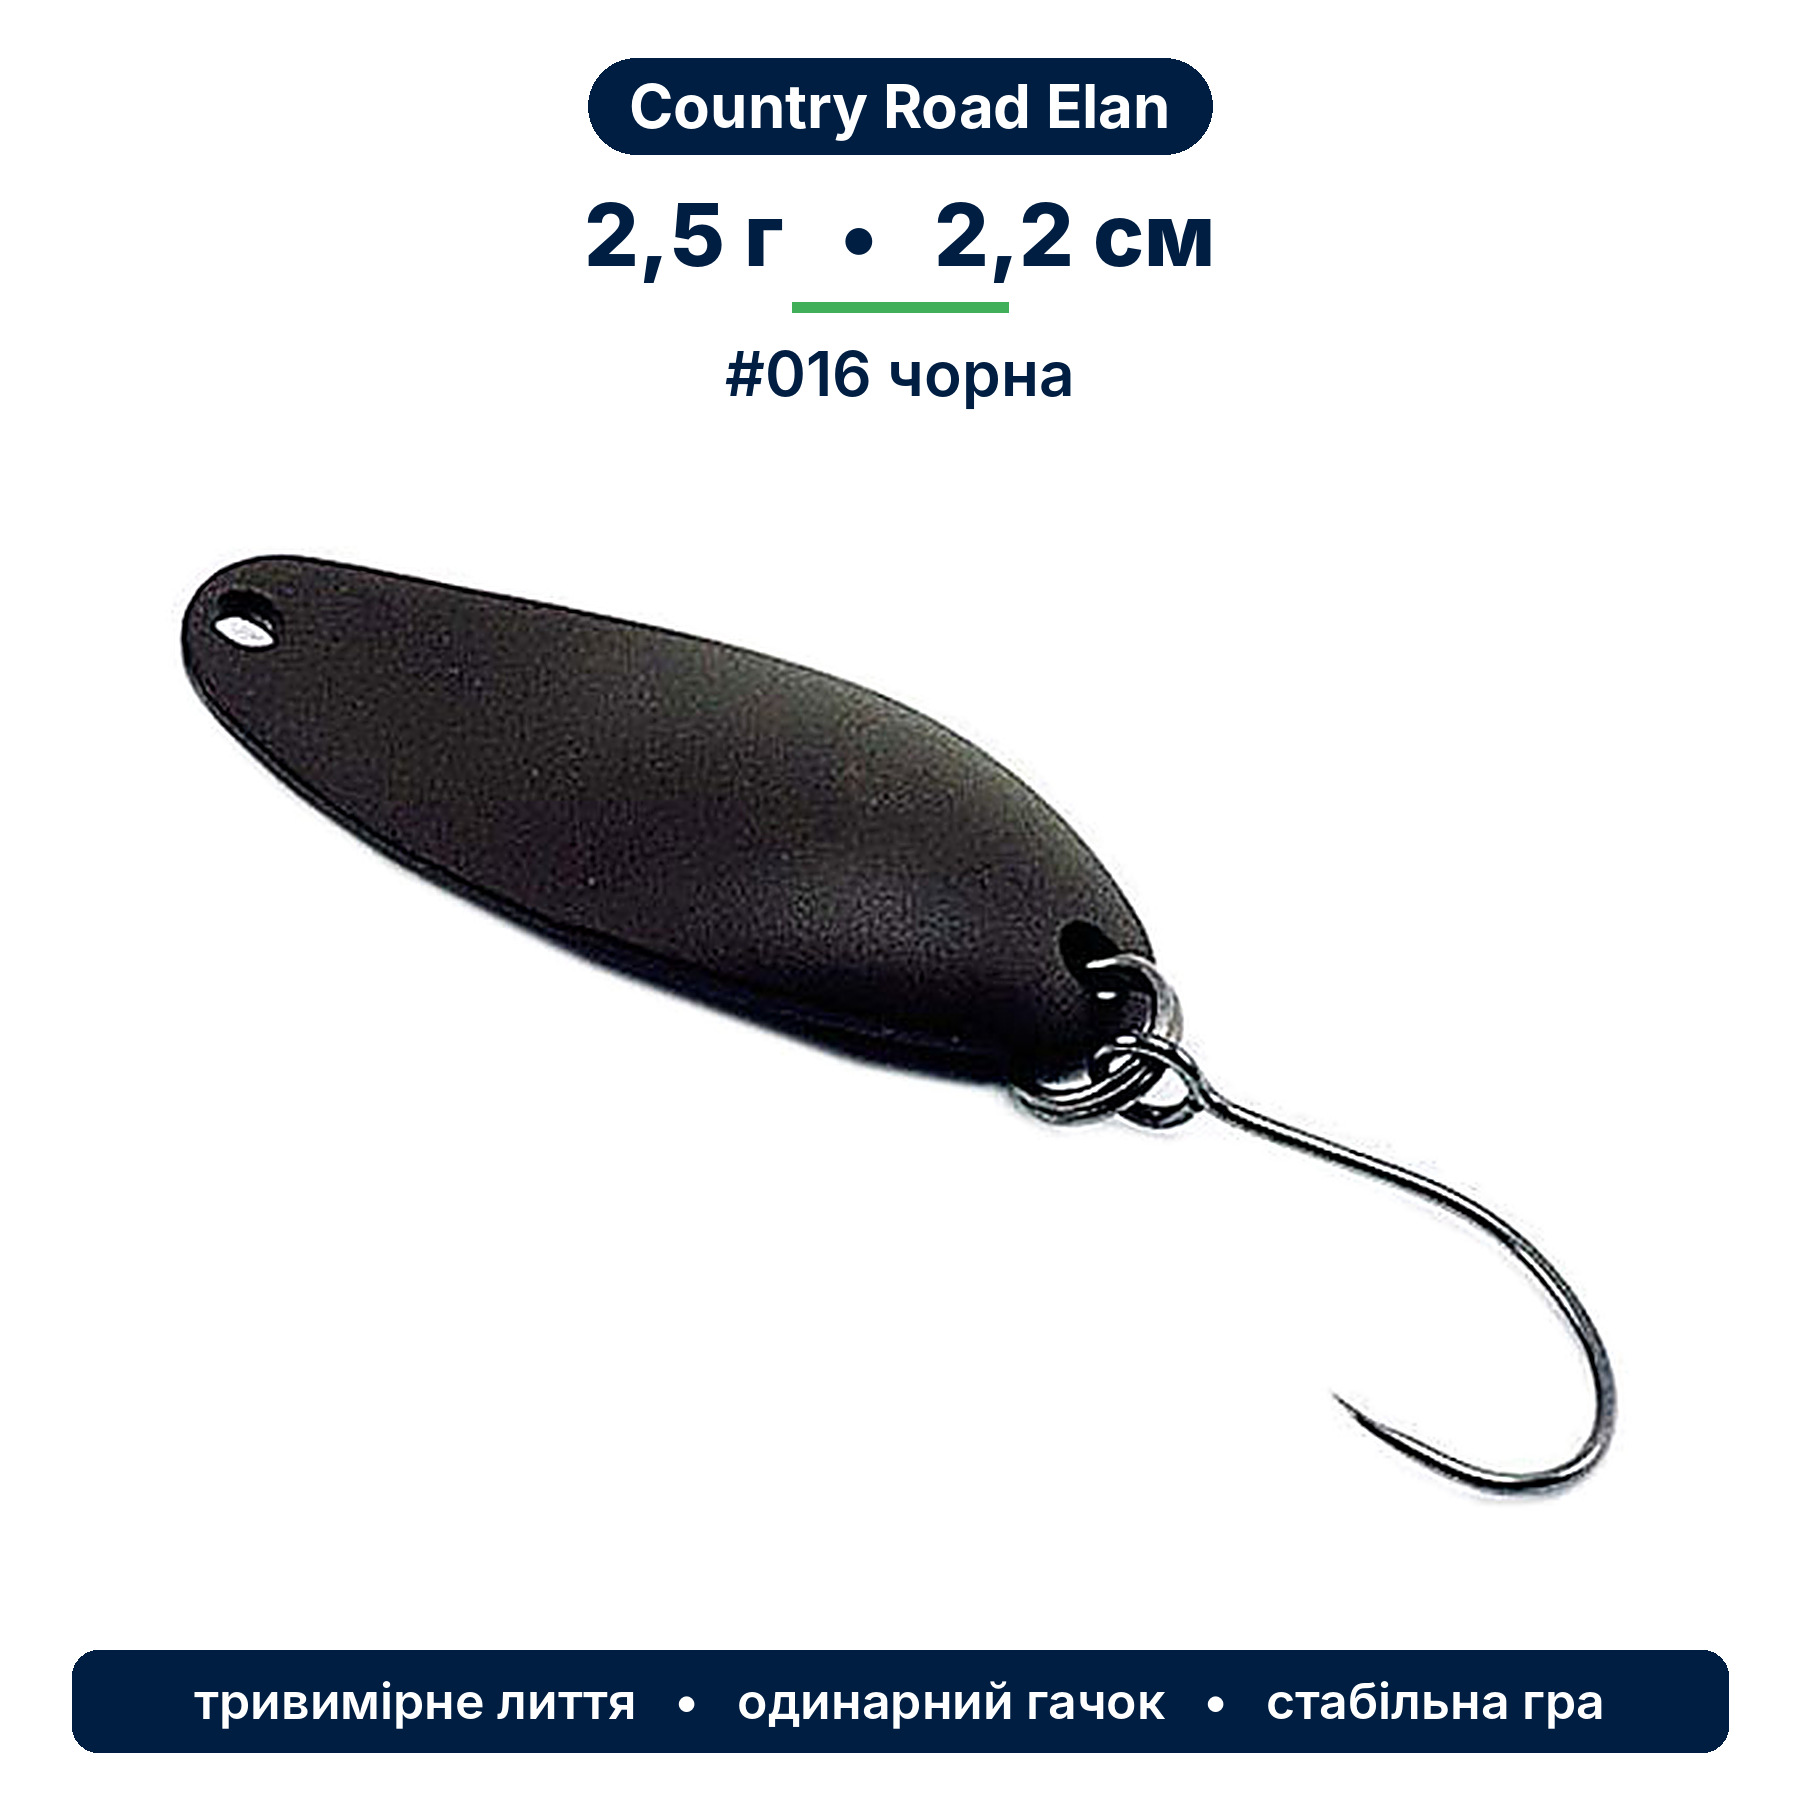 Country Road Elan
2,5 г • 2,2 см
#016 чорна
тривимірне лиття • одинарний гачок • стабільна гра